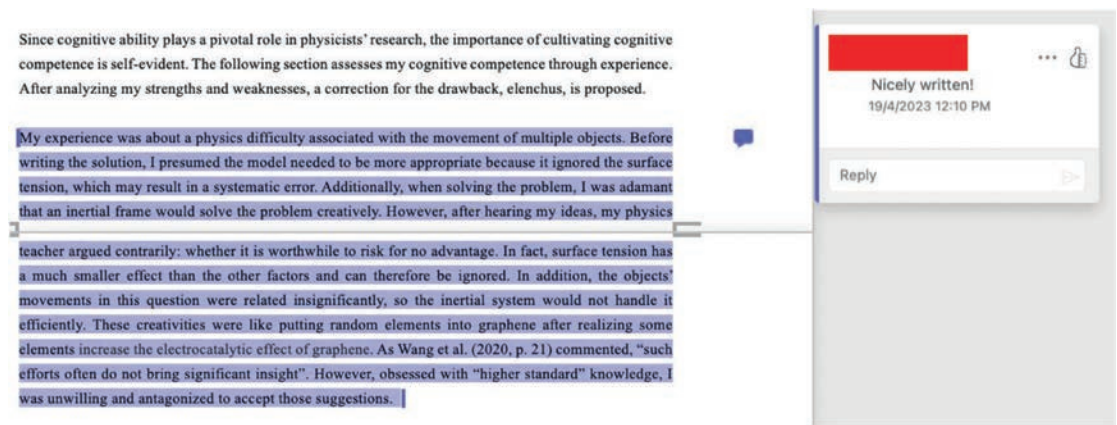 Since cognitive ability plays a pivotal role in physicists' research, the importance of cultivating cognitive
competence is self-evident. The following section assesses my cognitive competence through experience.
After analyzing my strengths and weaknesses, a correction for the drawback, elenchus, is proposed.
My experience was about a physics difficulty associated with the movement of multiple objects. Before
writing the solution, I presumed the model needed to be more appropriate because it ignored the surface
tension, which may result in a systematic error. Additionally, when solving the problem, I was adamant
that an inertial frame would solve the problem creatively. However, after hearing my ideas, my physics
teacher argued contrarily: whether it is worthwhile to risk for no advantage. In fact, surface tension has
a much smaller effect than the other factors and can therefore be ignored. In addition, the objects'
movements in this question were related insignificantly, so the inertial system would not handle it
efficiently. These creativities were like putting random elements into graphene after realizing some
elements increase the electrocatalytic effect of graphene. As Wang et al. (2020, p. 21) commented, "such
efforts often do not bring significant insight". However, obsessed with "higher standard" knowledge, I
was unwilling and antagonized to accept those suggestions.
Nicely written!
19/4/2023 12:10 PM
Reply